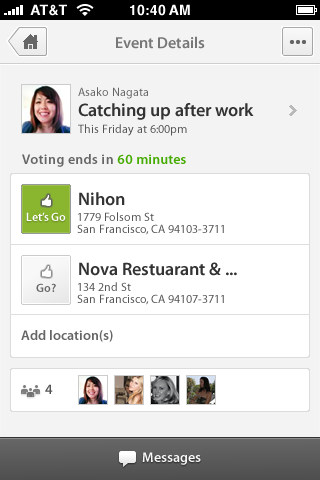 AT&T 10:40 AM
Event Details
Asako Nagata
Catching up after work
This Friday at 6:00pm
Voting ends in 60 minutes
Let's Go
Nihon
1779 Folsom St
San Francisco, CA 94103-3711
Go?
Nova Restuarant & ...
134 2nd St
San Francisco, CA 94107-3711
Add location(s)
4
Messages